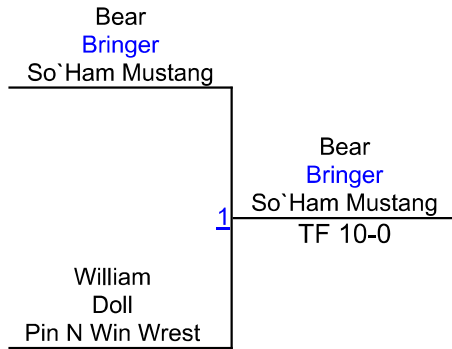 Bear
Bringer
So`Ham Mustang
Bear
Bringer
So`Ham Mustang
1
TF 10-0
William
Doll
Pin N Win Wrest